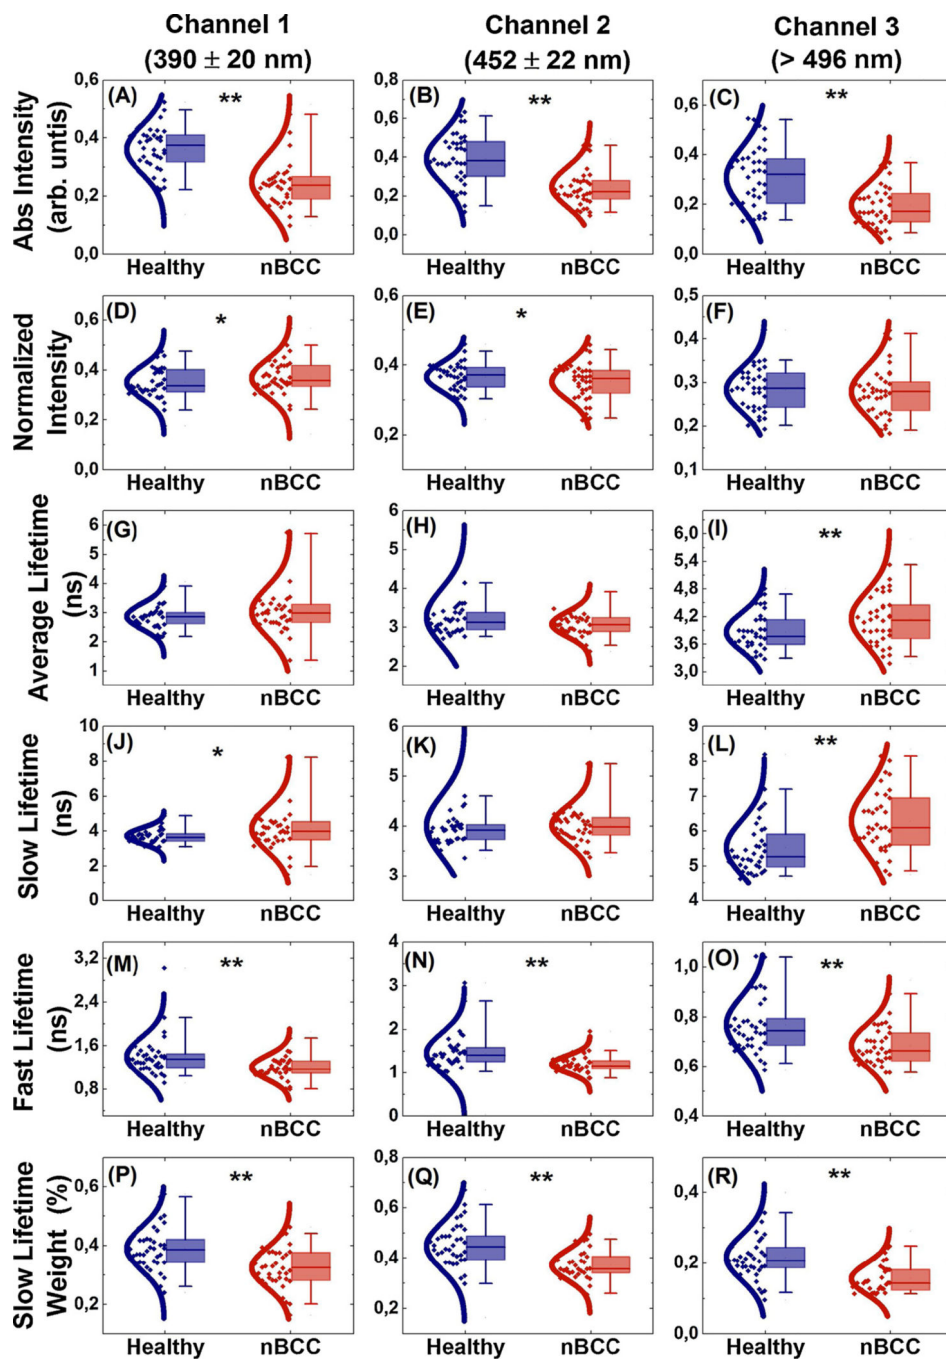 Channel 1
(390 ± 20 nm)
Channel 2
(452 ± 22 nm)
Channel 3
(> 496 nm)
Abs Intensity
(arb. untis)
0,6
0,4
0,2
0,0
(A)
**
Healthy
nBCC
0,8
0,6
0,4
0,2
0,0
(B)
**
Healthy
nBCC
0,6
0,4
0,2
0,0
(C)
**
Healthy
nBCC
Normalized
Intensity
0,6
0,4
0,2
0,0
(D)
*
Healthy
nBCC
0,6
0,4
0,2
(E)
*
Healthy
nBCC
0,5
0,4
0,3
0,2
0,1
(F)
Healthy
nBCC
Average Lifetime
(ns)
6
5
4
3
2
1
(G)
Healthy
nBCC
6
5
4
3
2
(H)
Healthy
nBCC
6,0
5,4
4,8
4,2
3,6
3,0
(I)
**
Healthy
nBCC
Slow Lifetime
(ns)
10
8
6
4
2
0
(J)
*
Healthy
nBCC
6
5
4
3
(K)
Healthy
nBCC
9
8
7
6
5
4
(L)
**
Healthy
nBCC
Fast Lifetime
(ns)
3,2
2,4
1,6
0,8
(M)
**
Healthy
nBCC
4
3
2
1
0
(N)
**
Healthy
nBCC
1,0
0,8
0,6
0,4
(O)
**
Healthy
nBCC
Slow Lifetime
Weight (%)
0,6
0,4
0,2
(P)
**
Healthy
nBCC
0,8
0,6
0,4
0,2
(Q)
**
Healthy
nBCC
0,4
0,2
0,0
(R)
**
Healthy
nBCC